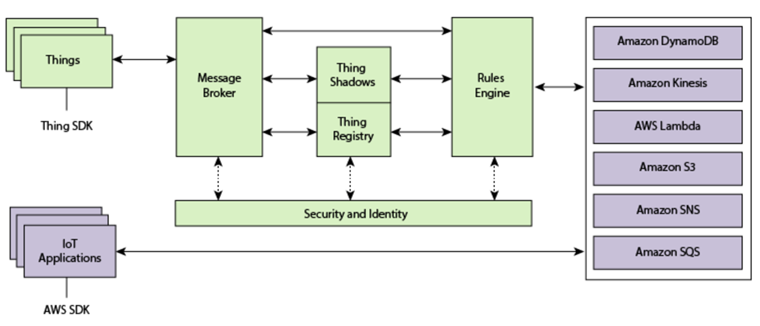 Things
Thing SDK
Message
Broker
Thing
Shadows
Thing
Registry
Rules
Engine
Security and Identity
Amazon DynamoDB
Amazon Kinesis
AWS Lambda
Amazon S3
Amazon SNS
Amazon SQS
IoT
Applications
AWS SDK